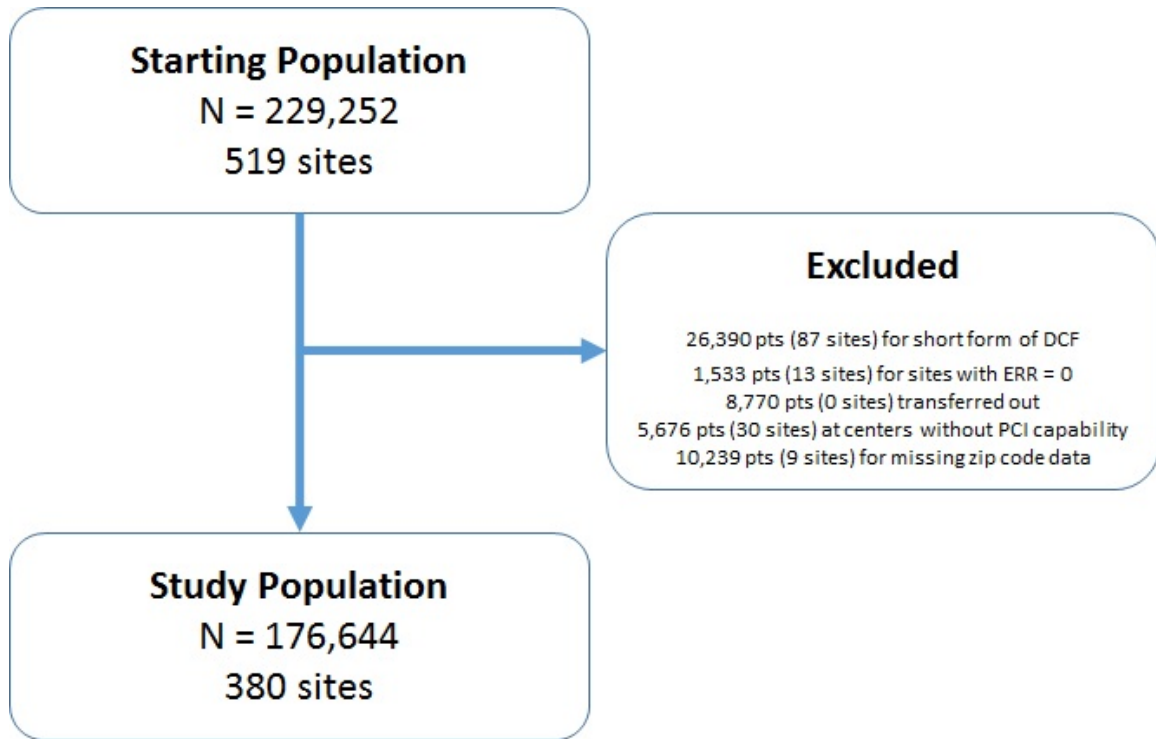 Starting Population
N = 229,252
519 sites
Excluded
26,390 pts (87 sites) for short form of DCF
1,533 pts (13 sites) for sites with ERR = 0
8,770 pts (0 sites) transferred out
5,676 pts (30 sites) at centers without PCI capability
10,239 pts (9 sites) for missing zip code data
Study Population
N = 176,644
380 sites